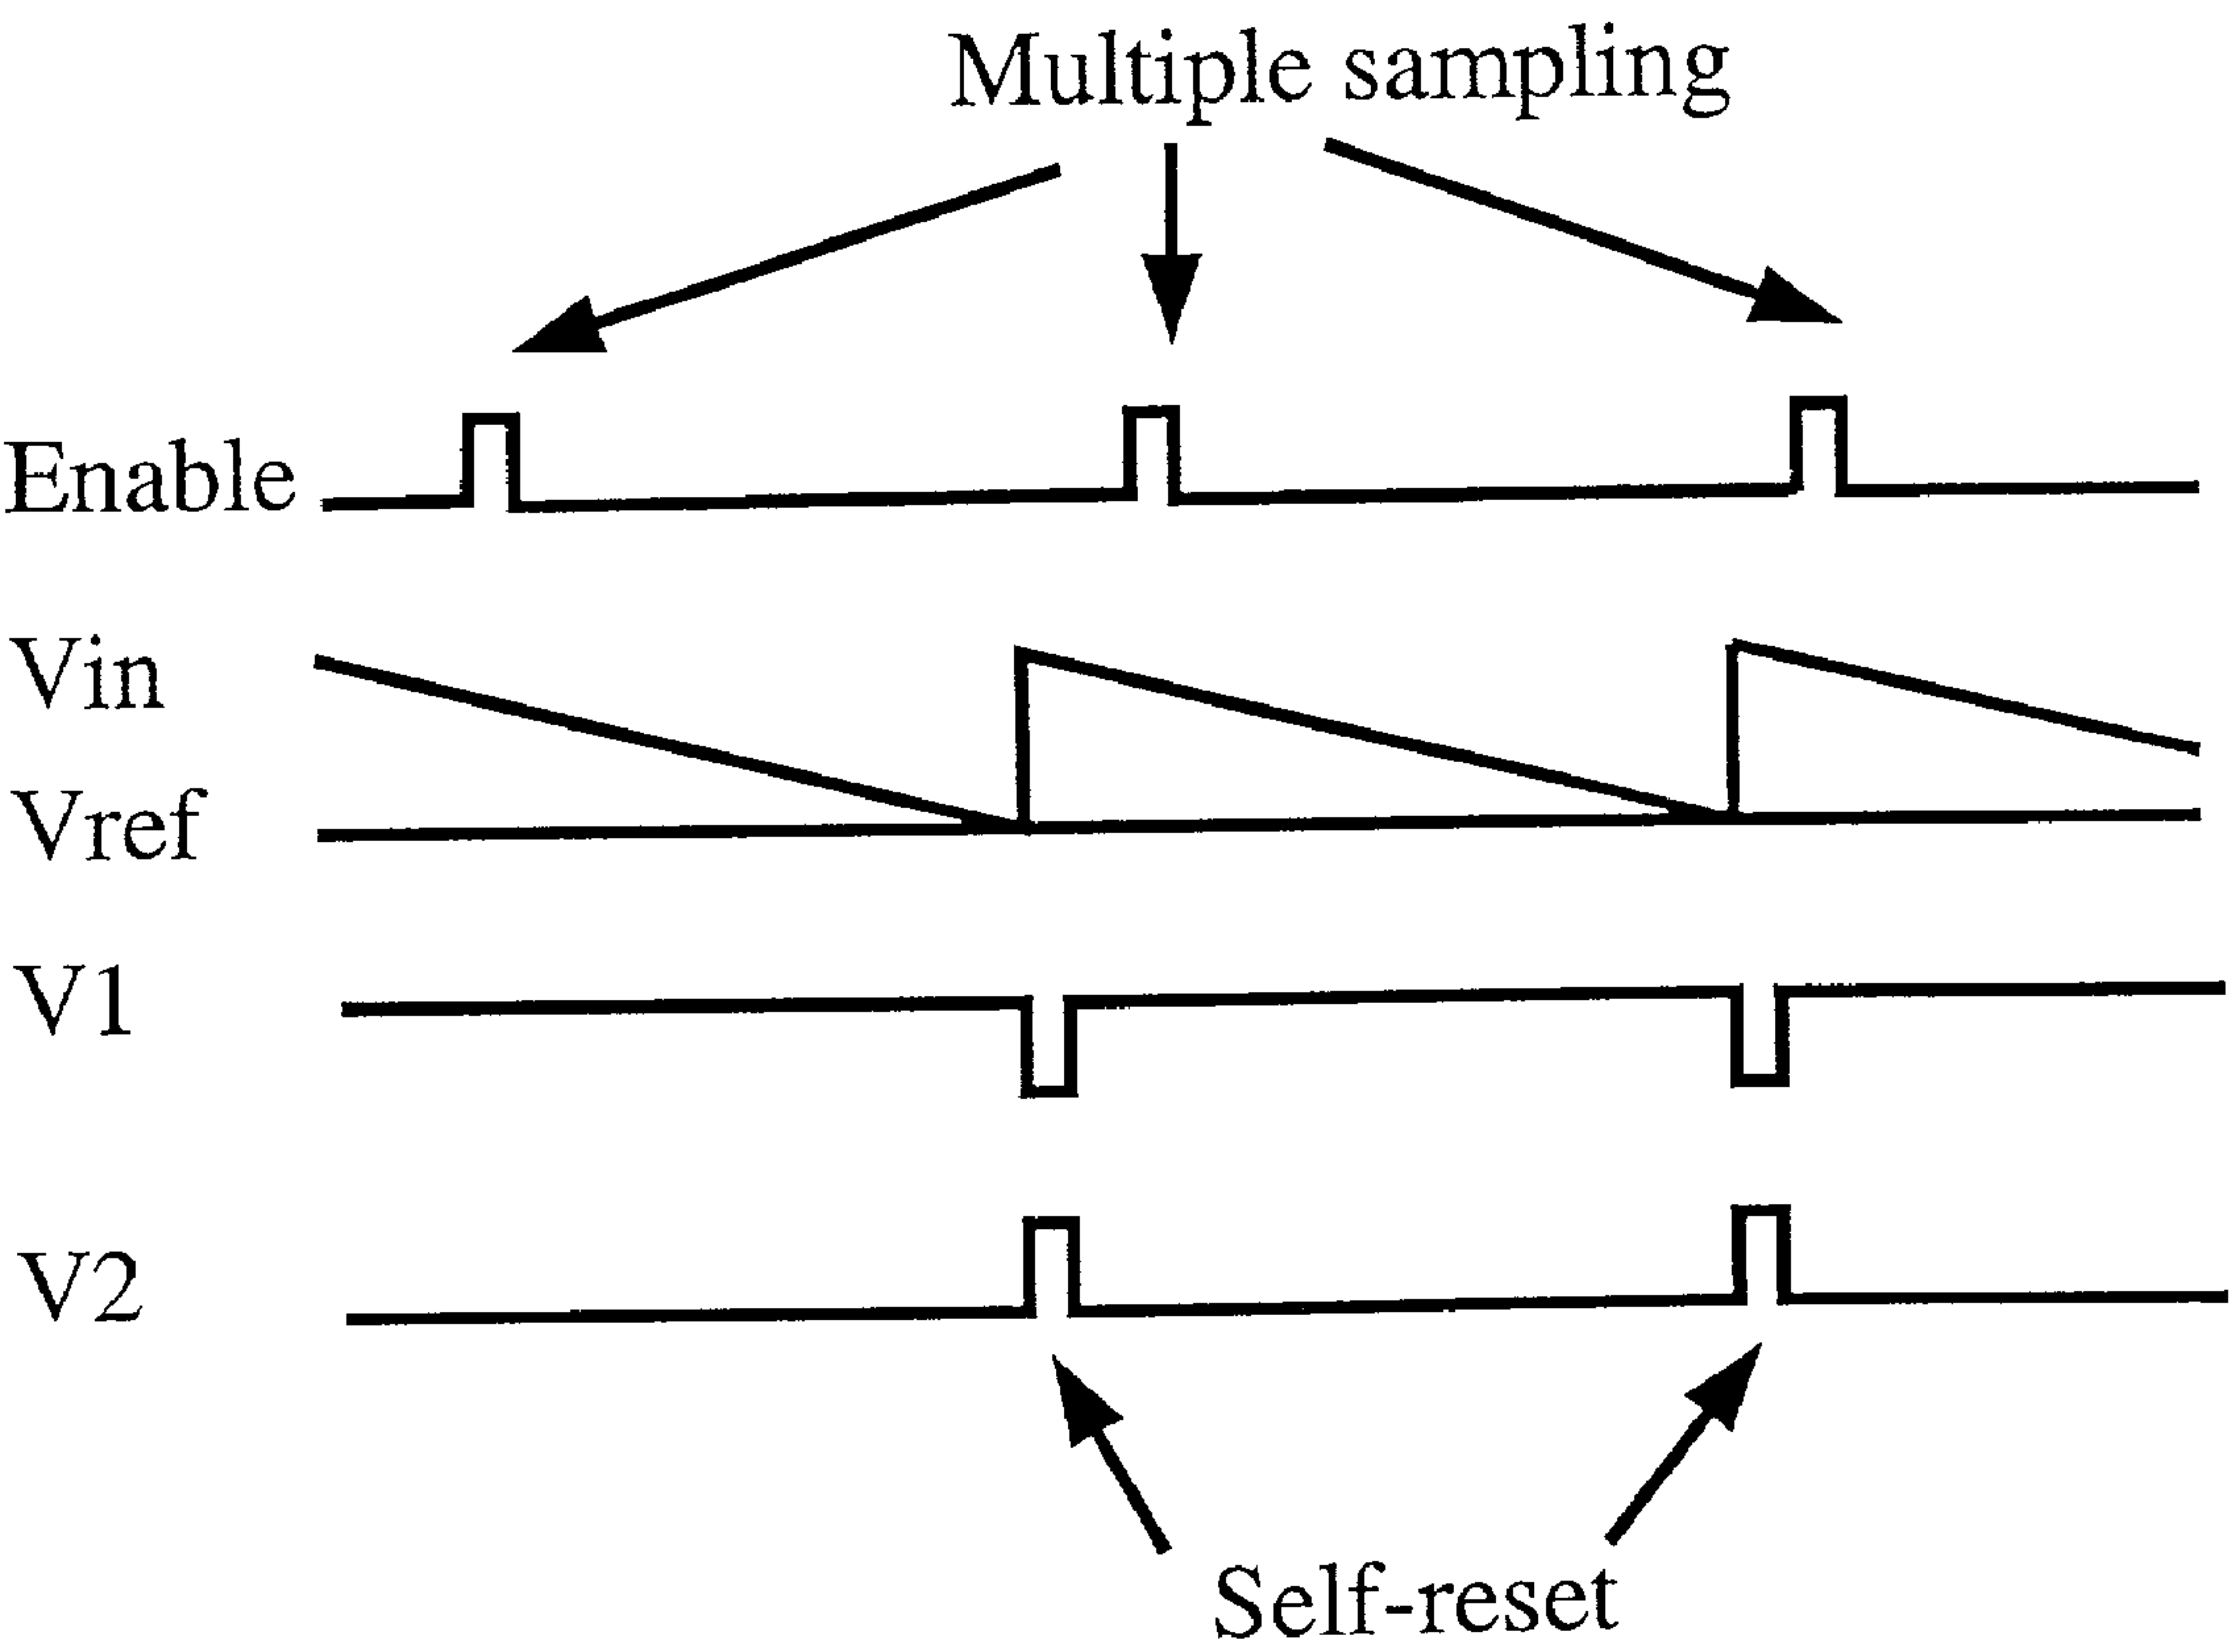 Multiple sampling
Enable
Vin
Vref
V1
V2
Self-reset